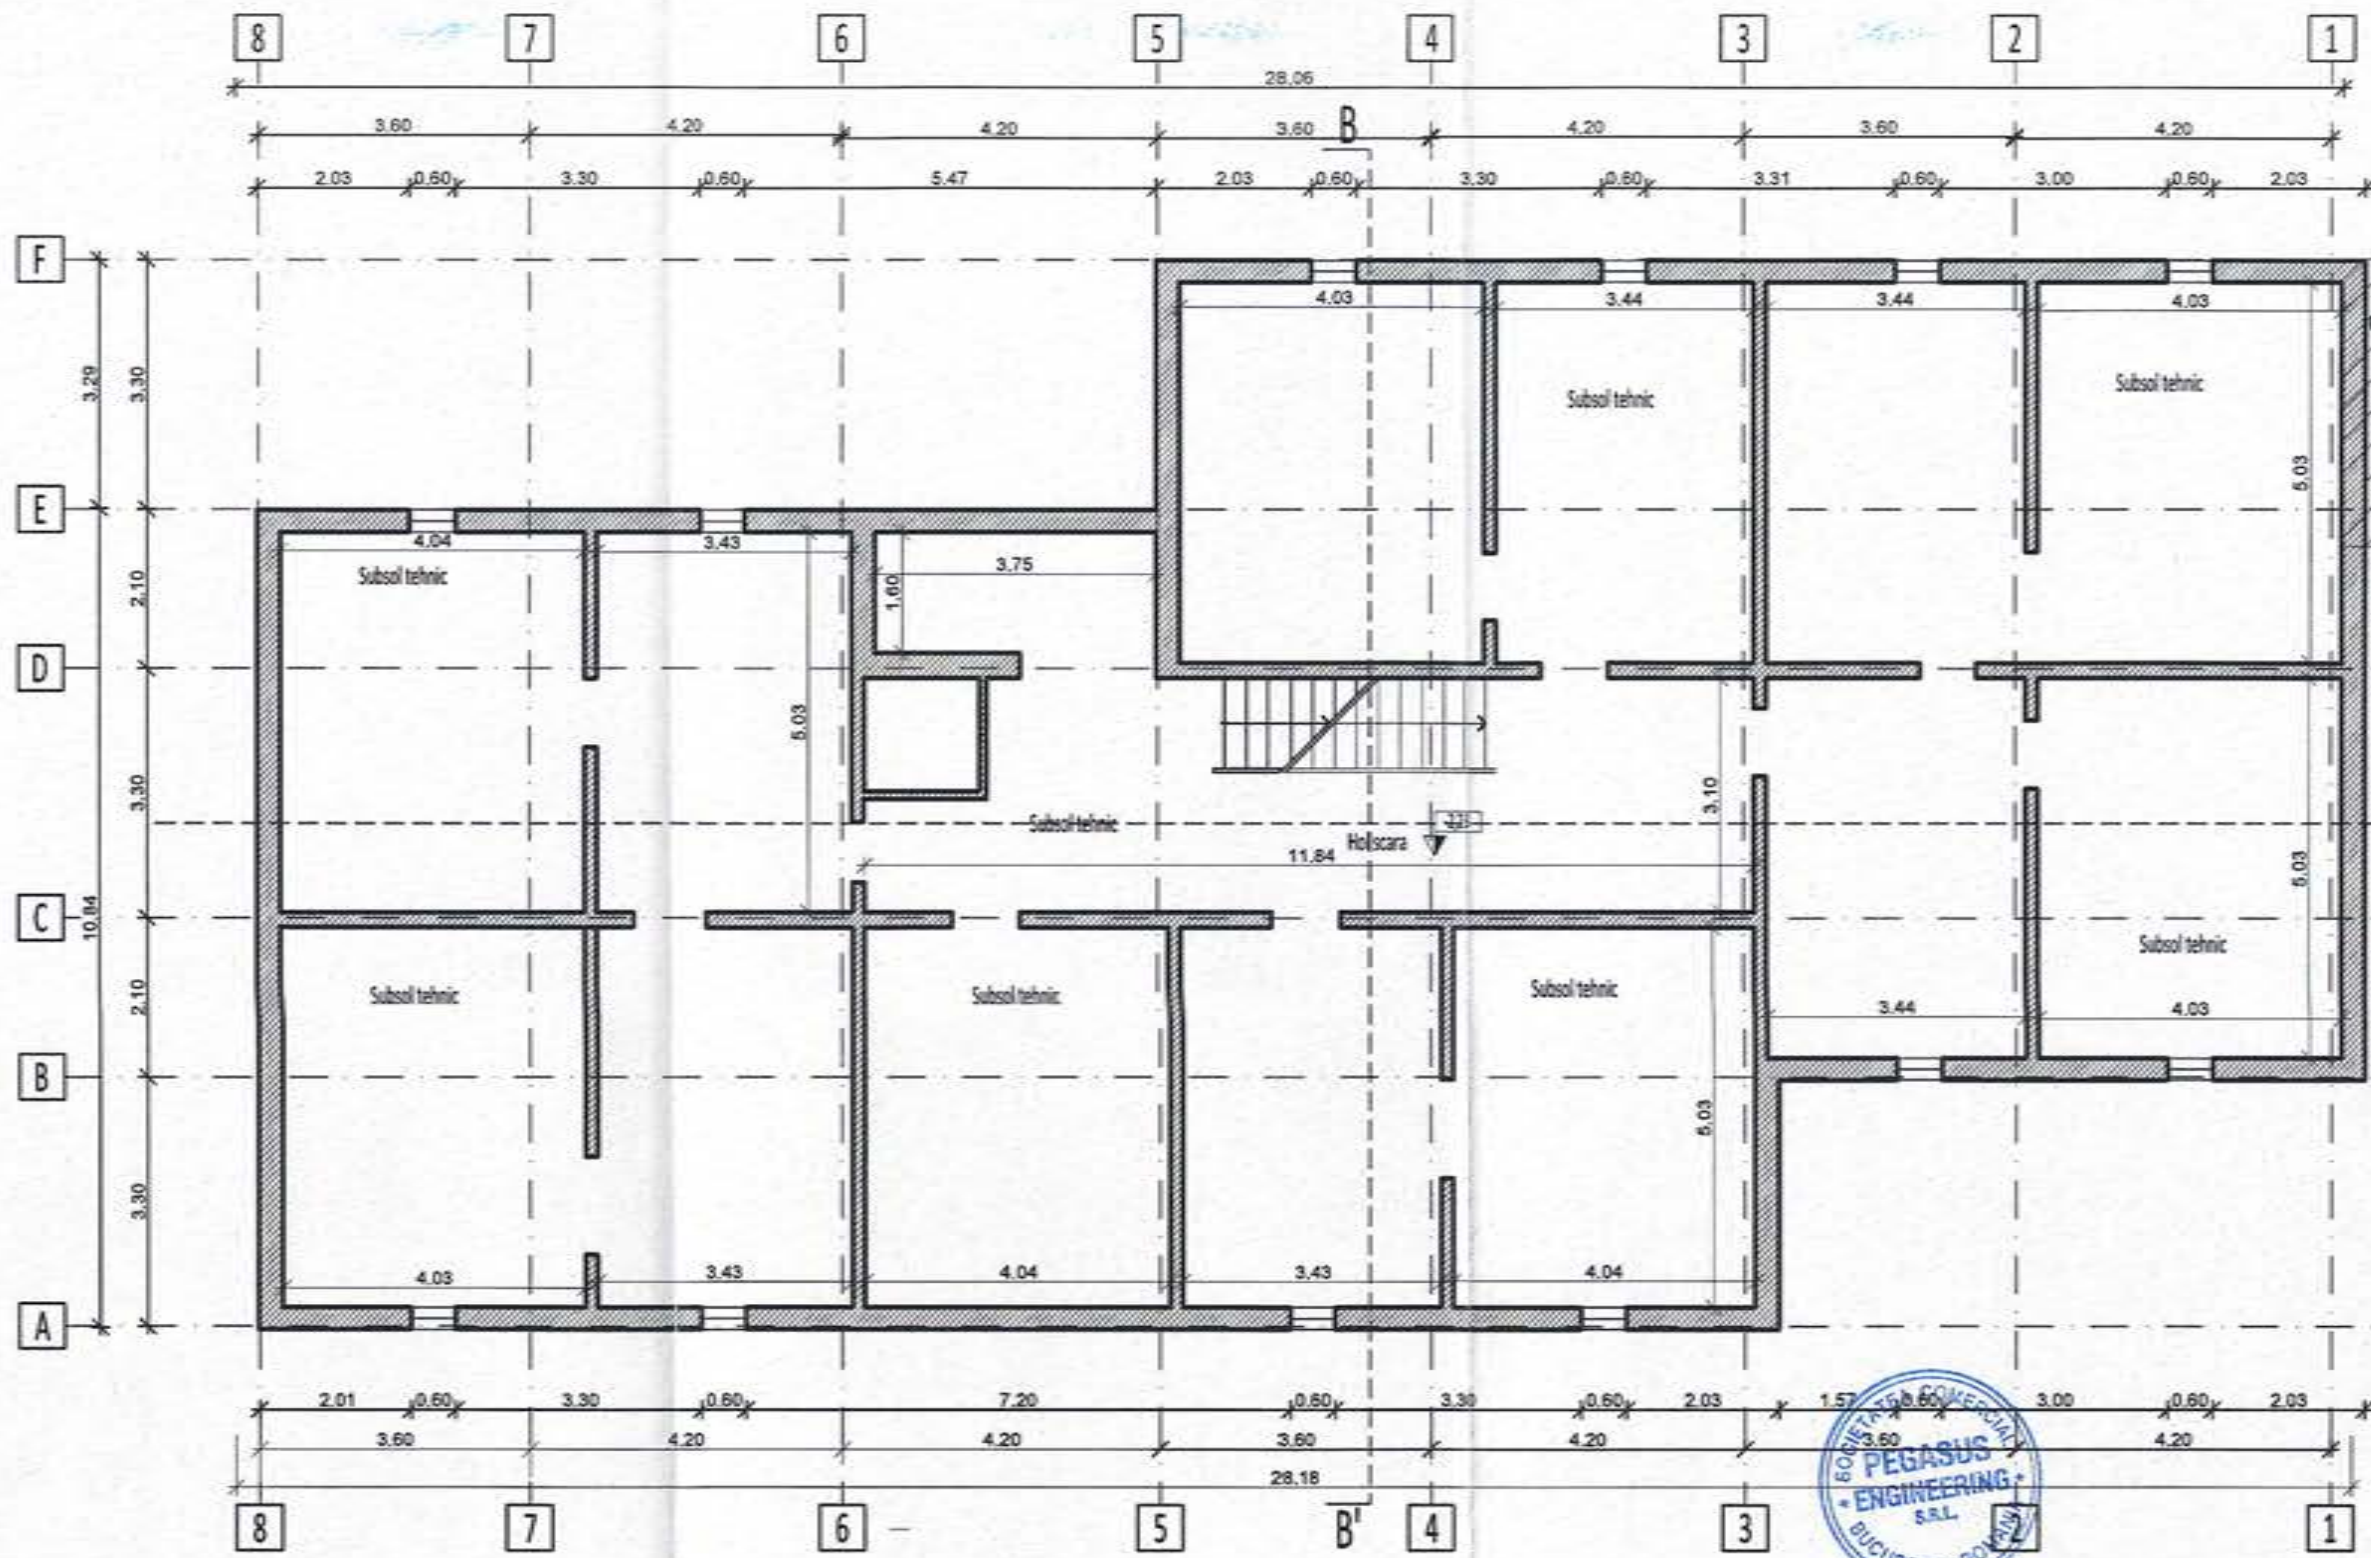 8 7 6 5 4 3 2 1
28.06
3.60 4.20 4.20 3.60 B 4.20 3.60 4.20
2.03 0.60 3.30 0.60 5.47 2.03 0.60 3.30 0.60 3.31 0.60 3.00 0.60 2.03
F
4.03 3.44 3.44 4.03
3.29 3.30
Subsol tehnic Subsol tehnic
5.03
E
4.04 3.43 3.75
Subsol tehnic
2.10 1.60
D
5.03
3.30 3.10
Subsol tehnic
Hol scara
11.84
5.03
C
10.84
Subsol tehnic
2.10
Subsol tehnic Subsol tehnic Subsol tehnic
3.44 4.03
B
5.03
3.30
4.03 3.43 4.04 3.43 4.04
A
2.01 0.60 3.30 0.60 7.20 0.60 3.30 0.60 2.03 1.57 0.60 3.00 0.60 2.03
3.60 4.20 4.20 3.60 4.20 3.60 4.20
28.18
8 7 6 5 B' 4 3 2 1
SOCIETATEA COMERCIALA
PEGASUS
ENGINEERING
S.R.L.